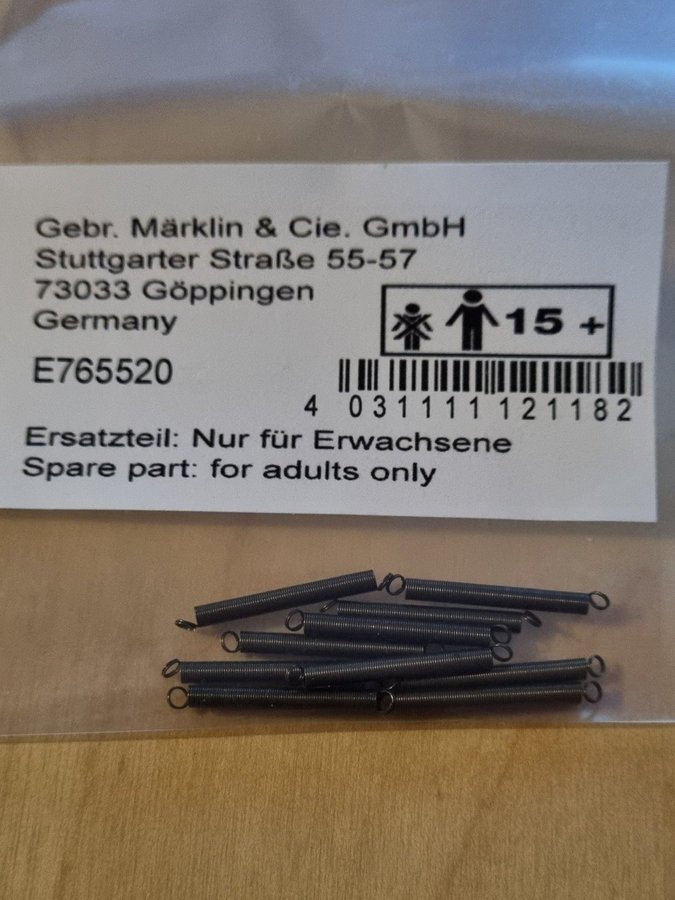 Gebr. Märklin & Cie. GmbH
Stuttgarter Straße 55-57
73033 Göppingen
Germany
15 +
E765520
4 031111 121182
Ersatzteil: Nur für Erwachsene
Spare part: for adults only